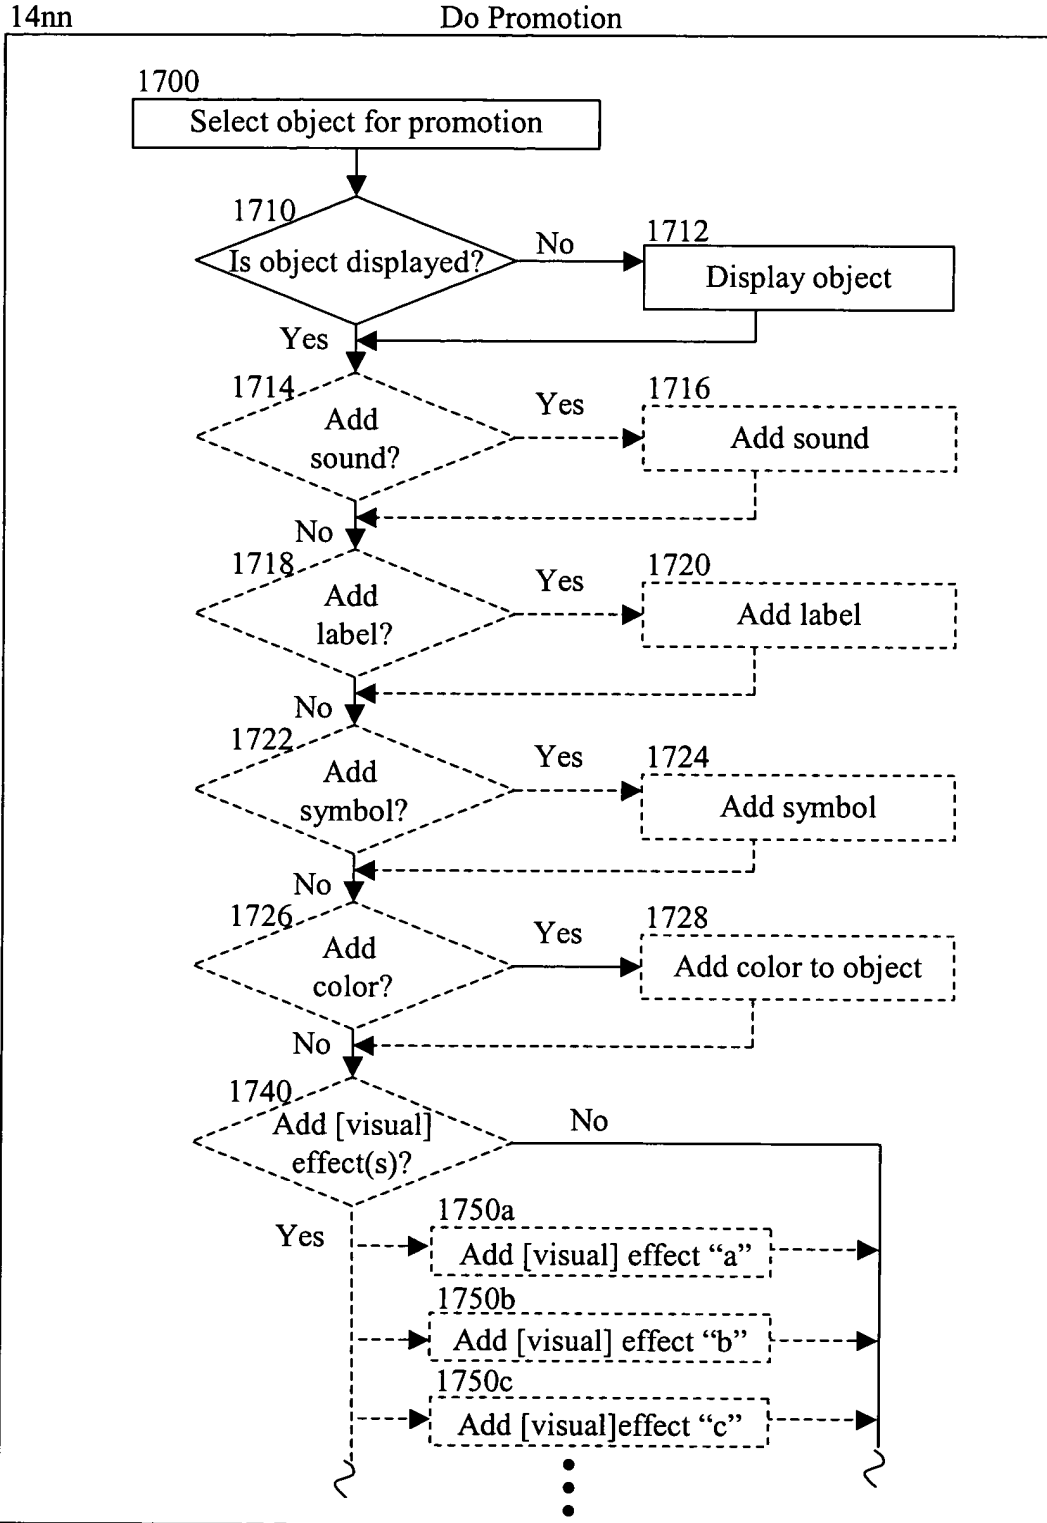 14nn Do Promotion
1700
Select object for promotion
1710
Is object displayed?
No
1712
Display object
Yes
1714
Add
sound?
Yes
1716
Add sound
No
1718
Add
label?
Yes
1720
Add label
No
1722
Add
symbol?
Yes
1724
Add symbol
No
1726
Add
color?
Yes
1728
Add color to object
No
1740
Add [visual]
effect(s)?
No
Yes
1750a
Add [visual] effect “a”
1750b
Add [visual] effect “b”
1750c
Add [visual]effect “c”